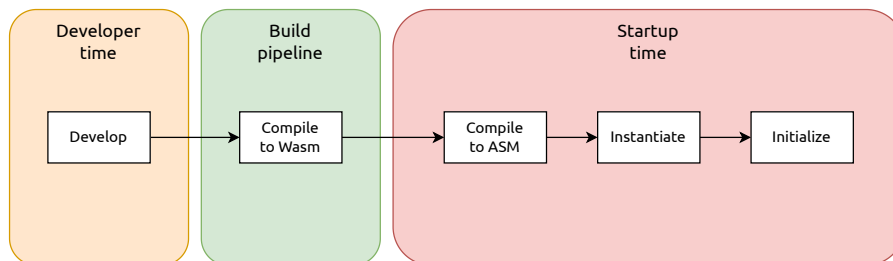 Developer
time
Build
pipeline
Startup
time
Develop
Compile
to Wasm
Compile
to ASM
Instantiate
Initialize